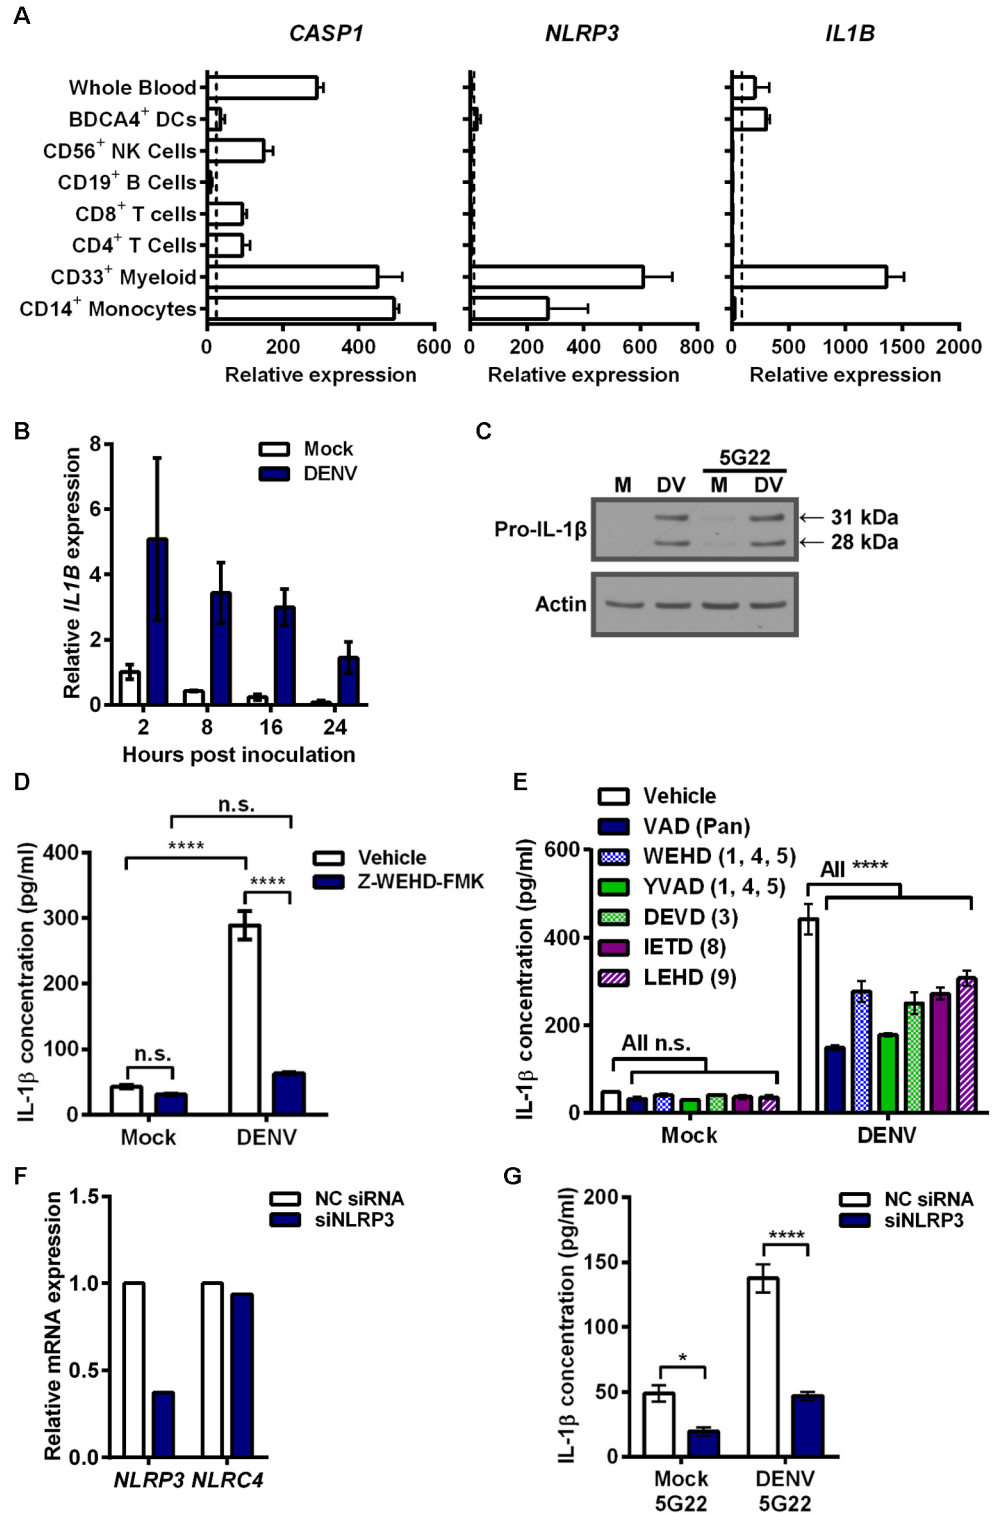 A
CASP1 NLRP3 IL1B
Whole Blood
BDCA4+ DCs
CD56+ NK Cells
CD19+ B Cells
CD8+ T cells
CD4+ T Cells
CD33+ Myeloid
CD14+ Monocytes
0 200 400 600 0 200 400 600 800 0 500 1000 1500 2000
Relative expression Relative expression Relative expression
B
Relative IL1B expression
8
6
4
2
0
Mock
DENV
2 8 16 24
Hours post inoculation
C
5G22
M DV M DV
Pro-IL-1β
← 31 kDa
← 28 kDa
Actin
D
IL-1β concentration (pg/ml)
400
300
200
100
0
n.s.
****
****
n.s.
Vehicle
Z-WEHD-FMK
Mock DENV
E
IL-1β concentration (pg/ml)
600
400
200
0
Vehicle
VAD (Pan)
WEHD (1, 4, 5)
YVAD (1, 4, 5)
DEVD (3)
IETD (8)
LEHD (9)
All ****
All n.s.
Mock DENV
F
Relative mRNA expression
1.5
1.0
0.5
0.0
NC siRNA
siNLRP3
NLRP3 NLRC4
G
IL-1β concentration (pg/ml)
200
150
100
50
0
NC siRNA
siNLRP3
****
*
Mock DENV
5G22 5G22